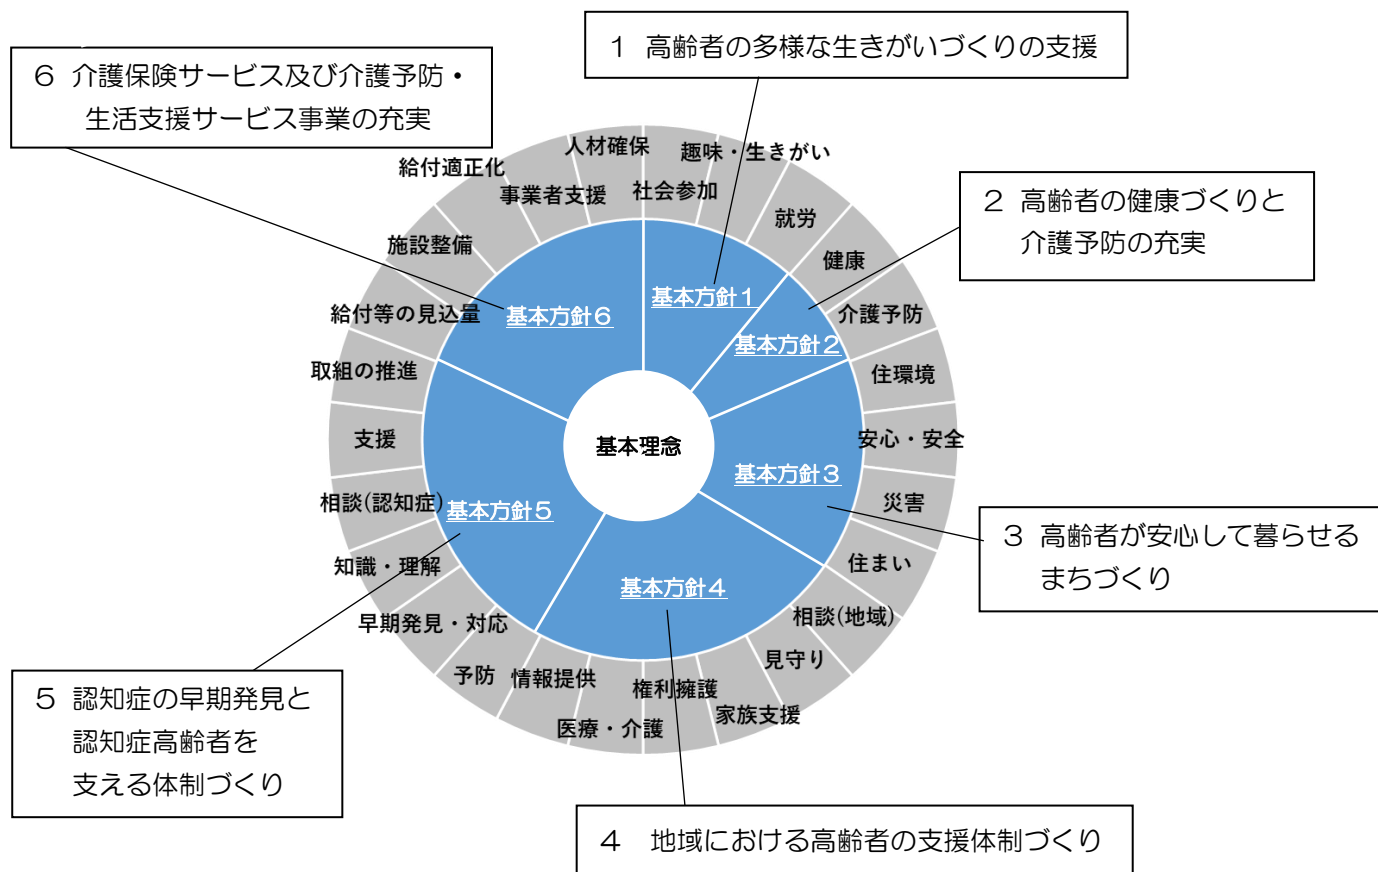 １ 高齢者の多様な生きがいづくりの支援
６ 介護保険サービス及び介護予防・
生活支援サービス事業の充実
２ 高齢者の健康づくりと
介護予防の充実
３ 高齢者が安心して暮らせる
まちづくり
４ 地域における高齢者の支援体制づくり
５ 認知症の早期発見と
認知症高齢者を
支える体制づくり
社会参加
趣味・生きがい
就労
健康
介護予防
住環境
安心・安全
災害
住まい
相談(地域)
見守り
家族支援
権利擁護
医療・介護
情報提供
予防
早期発見・対応
知識・理解
相談(認知症)
支援
取組の推進
給付等の見込量
施設整備
給付適正化
事業者支援
人材確保
基本方針１
基本方針２
基本方針３
基本方針４
基本方針５
基本方針６
基本理念